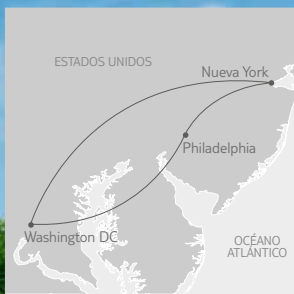 ESTADOS UNIDOS
Nueva York
Philadelphia
Washington DC
OCÉANO
ATLÁNTICO